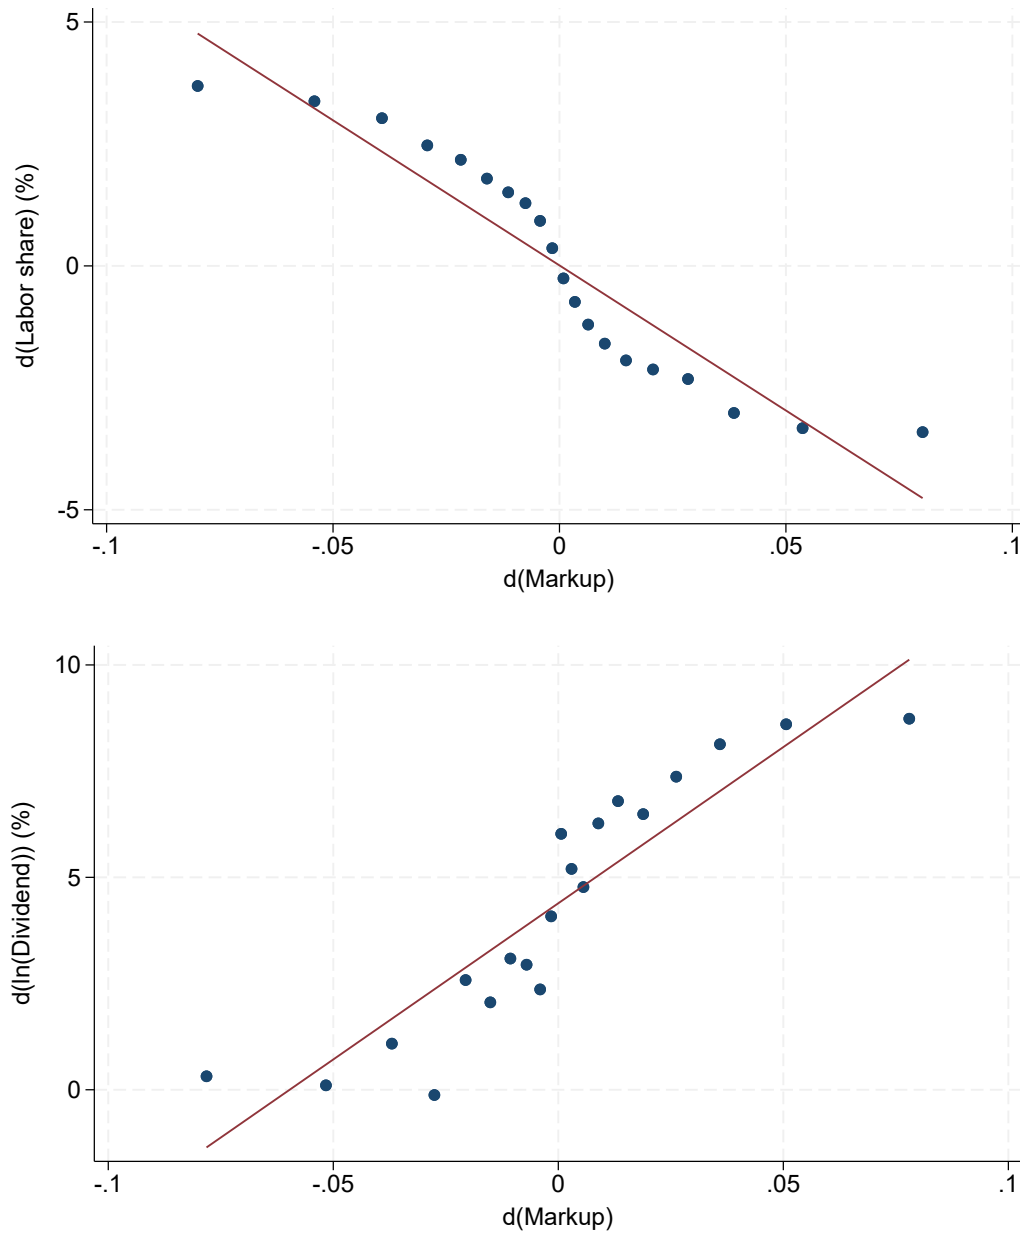 5
0
-5
d(Labor share) (%)
-.1 -.05 0 .05 .1
d(Markup)
10
5
0
d(ln(Dividend)) (%)
-.1 -.05 0 .05 .1
d(Markup)